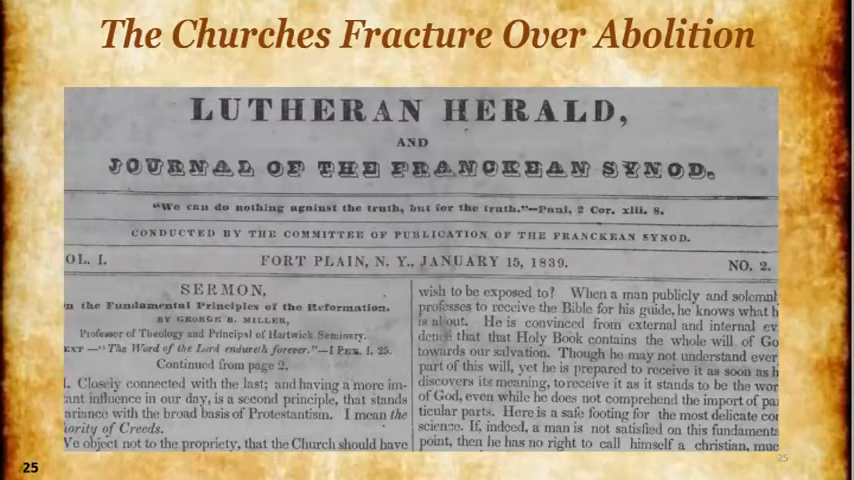 The Churches Fracture Over Abolition
LUTHERAN HERALD,
AND
JOURNAL OF THE FRANCKEAN SYNOD.
"We can do nothing against the truth, but for the truth."—Paul, 2 Cor. xiii. 8.
CONDUCTED BY THE COMMITTEE OF PUBLICATION OF THE FRANCKEAN SYNOD.
OL. I. FORT PLAIN, N. Y., JANUARY 15, 1839. NO. 2.
SERMON,
n the Fundamental Principles of the Reformation.
BY GEORGE B. MILLER,
Professor of Theology and Principal of Hartwick Seminary.
EXT —"The Word of the Lord endureth forever."—I PET. I. 25.
Continued from page 2.
I. Closely connected with the last; and having a more im-
tant influence in our day, is a second principle, that stands
ariance with the broad basis of Protestantism. I mean the
hority of Creeds.
We object not to the propriety, that the Church should have
wish to be exposed to? When a man publicly and solemnl
professes to receive the Bible for his guide, he knows what h
is about. He is convinced from external and internal ev
dence that that Holy Book contains the whole will of Go
towards our salvation. Though he may not understand ever
part of this will, yet he is prepared to receive it as soon as h
discovers its meaning, to receive it as it stands to be the wor
of God, even while he does not comprehend the import of pa
ticular parts. Here is a safe footing for the most delicate con
science. If, indeed, a man is not satisfied on this fundamenta
point, then he has no right to call himself a christian, muc
25
25